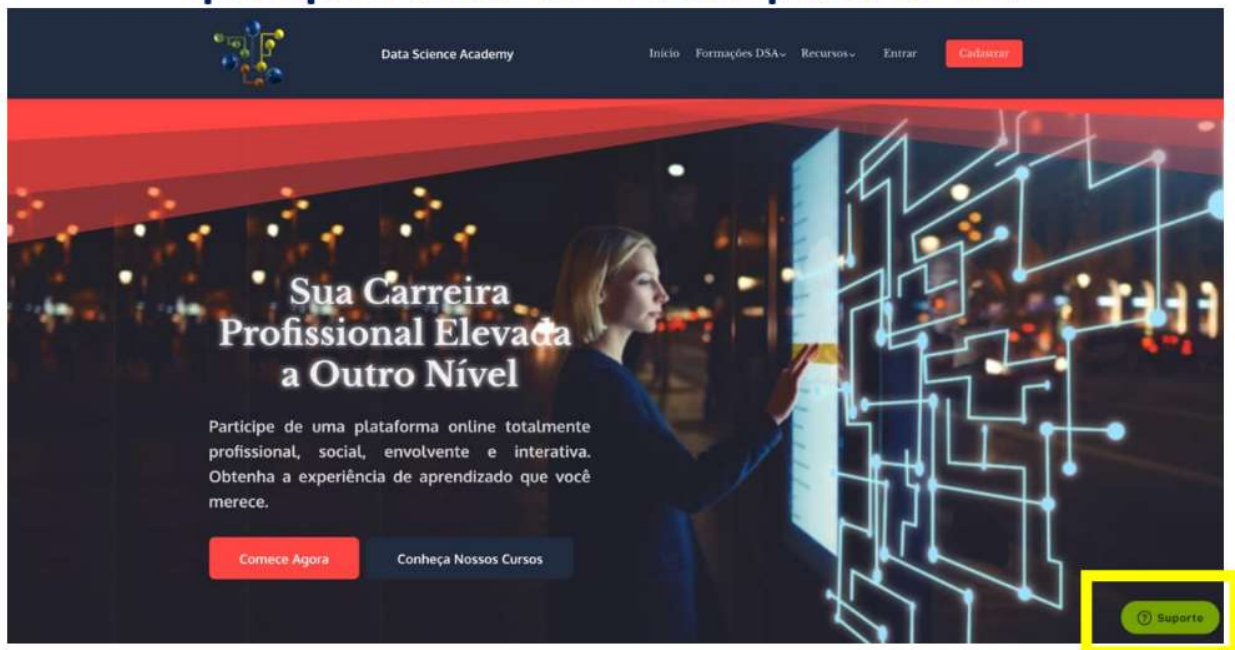 Data Science Academy
Início Formações DSA Recursos Entrar Cadastrar
Sua Carreira
Profissional Elevada
a Outro Nível
Participe de uma plataforma online totalmente
profissional, social, envolvente e interativa.
Obtenha a experiência de aprendizado que você
merece.
Comece Agora Conheça Nossos Cursos
Suporte